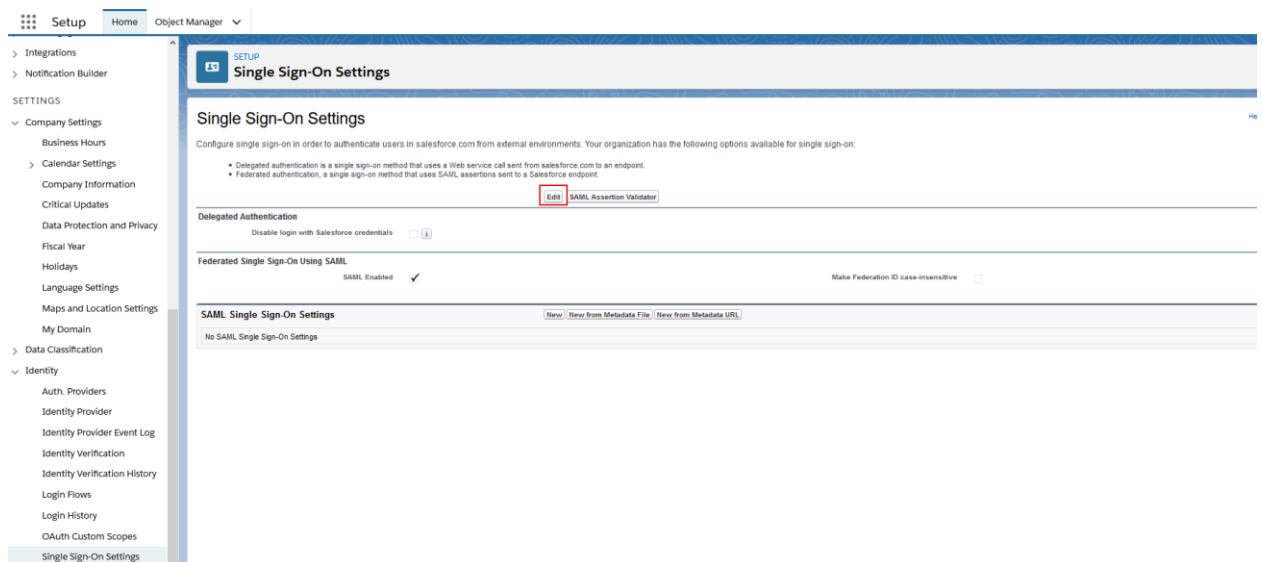 Setup Home Object Manager
Integrations
Notification Builder
SETTINGS
Company Settings
Business Hours
Calendar Settings
Company Information
Critical Updates
Data Protection and Privacy
Fiscal Year
Holidays
Language Settings
Maps and Location Settings
My Domain
Data Classification
Identity
Auth. Providers
Identity Provider
Identity Provider Event Log
Identity Verification
Identity Verification History
Login Flows
Login History
OAuth Custom Scopes
Single Sign-On Settings
SETUP
Single Sign-On Settings
Single Sign-On Settings
He
Configure single sign-on in order to authenticate users in salesforce.com from external environments. Your organization has the following options available for single sign-on:
• Delegated authentication is a single sign-on method that uses a Web service call sent from salesforce.com to an endpoint.
• Federated authentication, a single sign-on method that uses SAML assertions sent to a Salesforce endpoint.
Edit SAML Assertion Validator
Delegated Authentication
Disable login with Salesforce credentials i
Federated Single Sign-On Using SAML
SAML Enabled ✓ Make Federation ID case-insensitive
SAML Single Sign-On Settings New New from Metadata File New from Metadata URL
No SAML Single Sign-On Settings